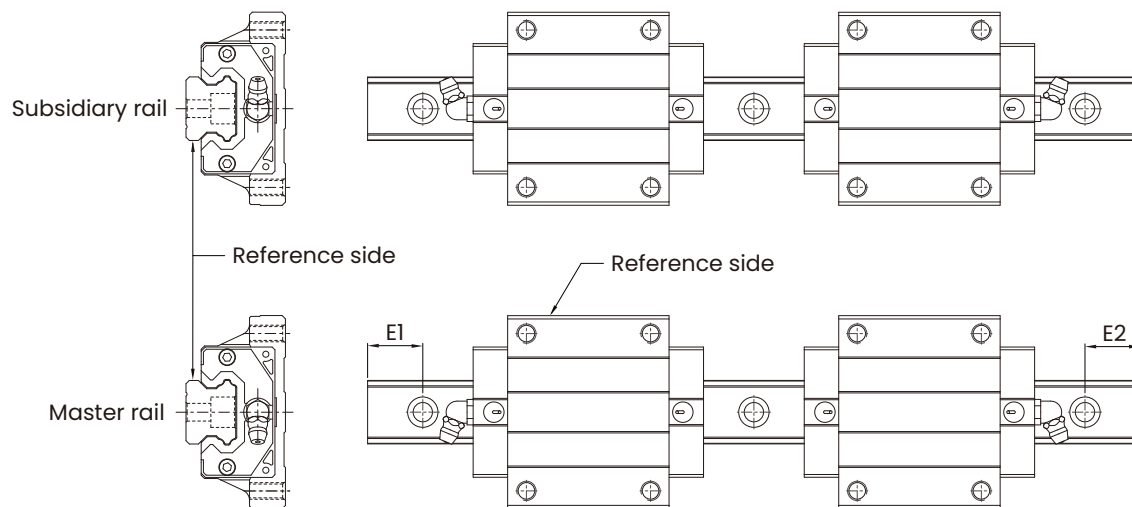 Subsidiary rail
Reference side
Reference side
E1
E2
Master rail